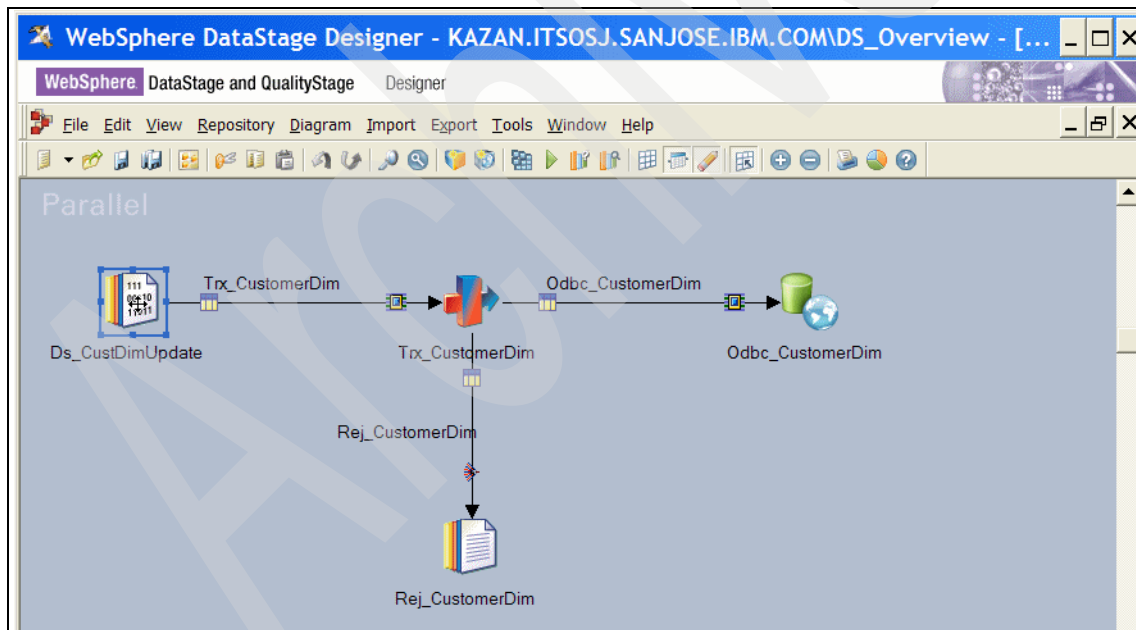 WebSphere DataStage Designer - KAZAN.ITSOSJ.SANJOSE.IBM.COM\DS_Overview - [...
WebSphere. DataStage and QualityStage Designer
File Edit View Repository Diagram Import Export Tools Window Help
Parallel
Trx_CustomerDim
Odbc_CustomerDim
Ds_CustDimUpdate
Trx_CustomerDim
Odbc_CustomerDim
Rej_CustomerDim
Rej_CustomerDim